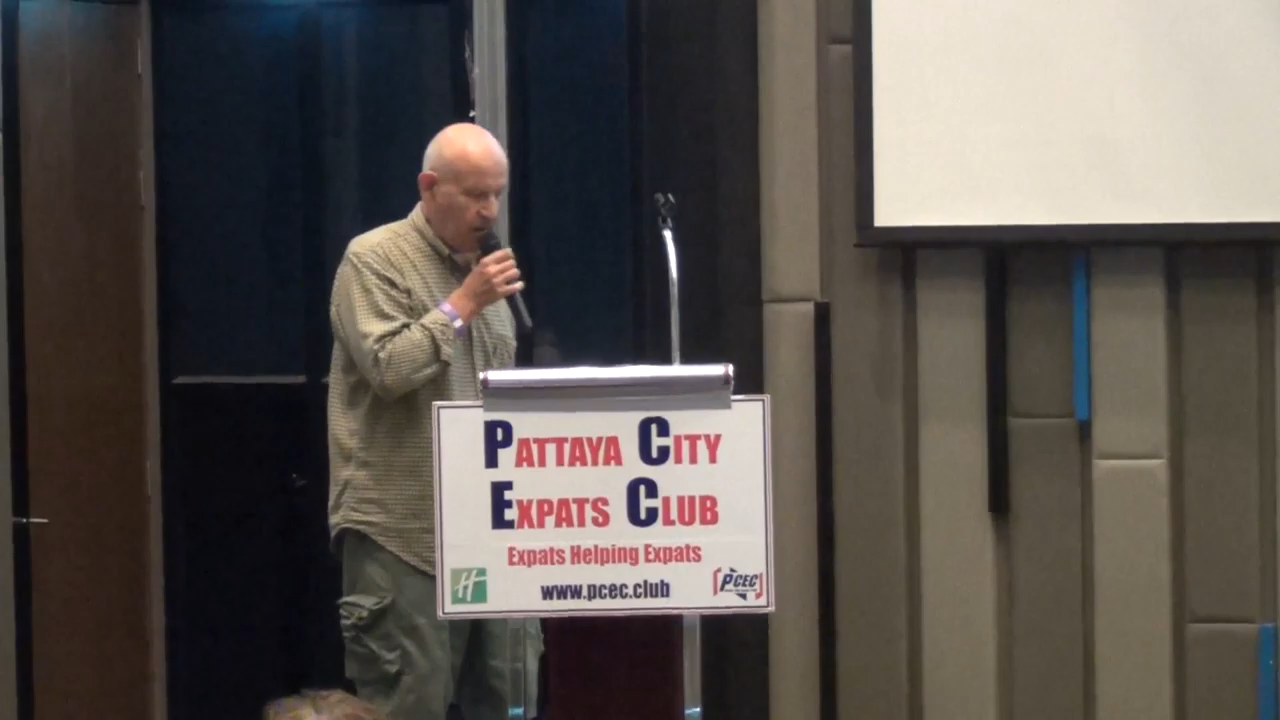 PATTAYA CITY
EXPATS CLUB
Expats Helping Expats
www.pcec.club
H
PCEC